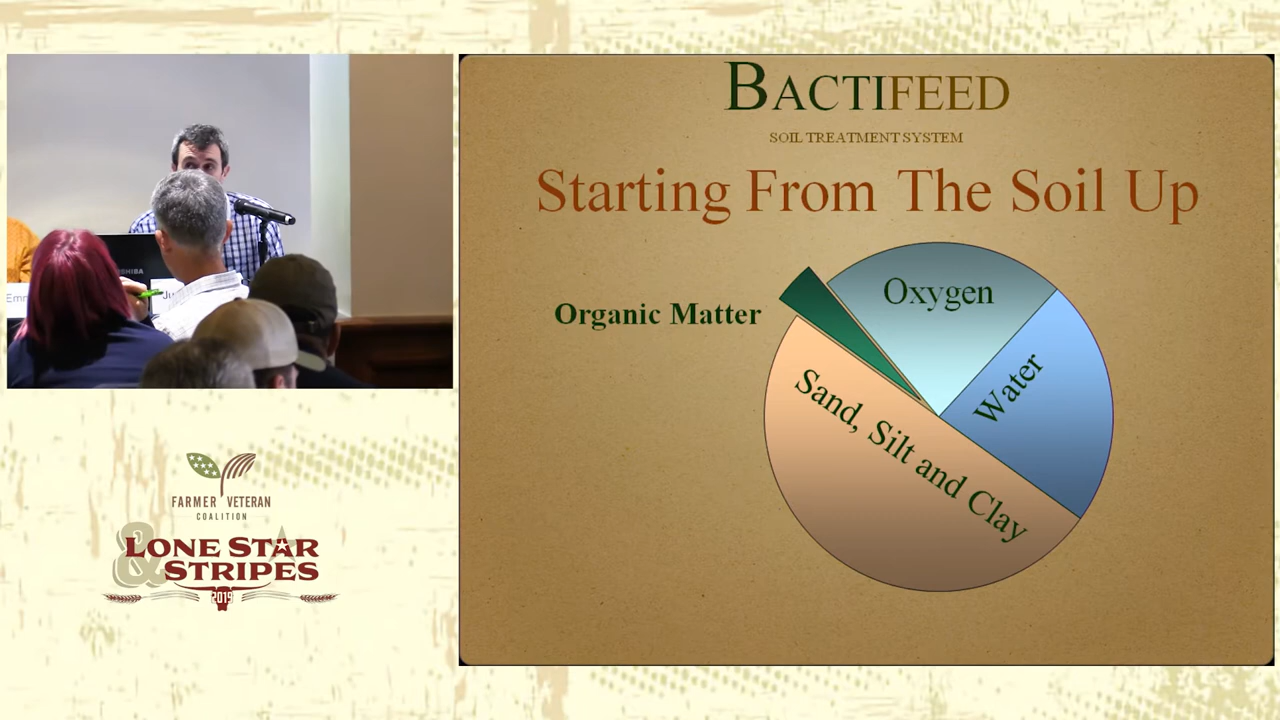 BACTIFEED
SOIL TREATMENT SYSTEM
Starting From The Soil Up
Organic Matter
Oxygen
Water
Sand, Silt and Clay
FARMER VETERAN
COALITION
LONE STAR
& STRIPES
2019